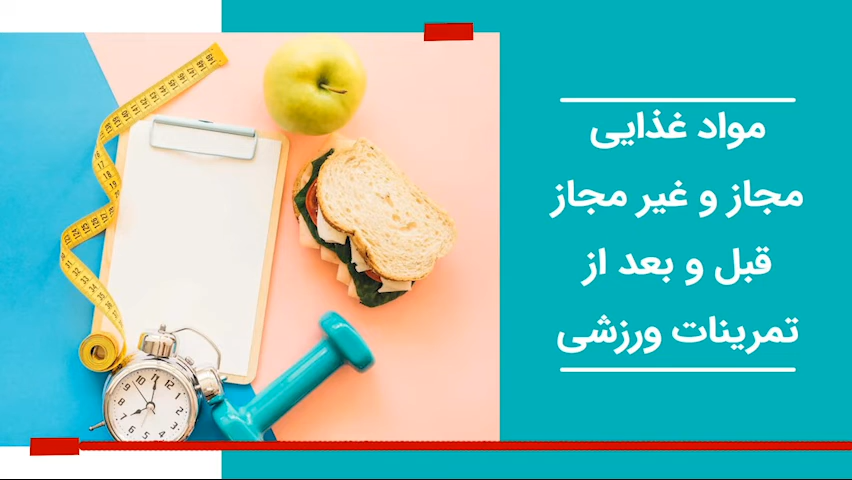 مواد غذایی
مجاز و غیر مجاز
قبل و بعد از
تمرینات ورزشی